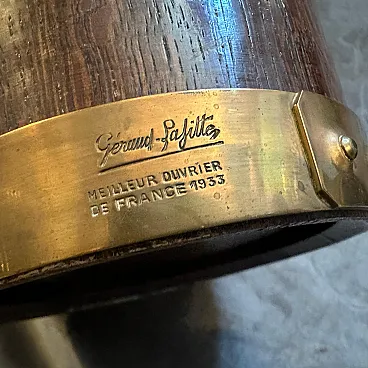 Géraud Lafitte
MEILLEUR OUVRIER
DE FRANCE 1933